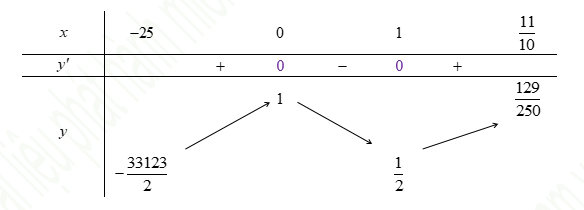 x −25 0 1 11/10
y′ + 0 − 0 +
y −33123/2 1 1/2 129/250